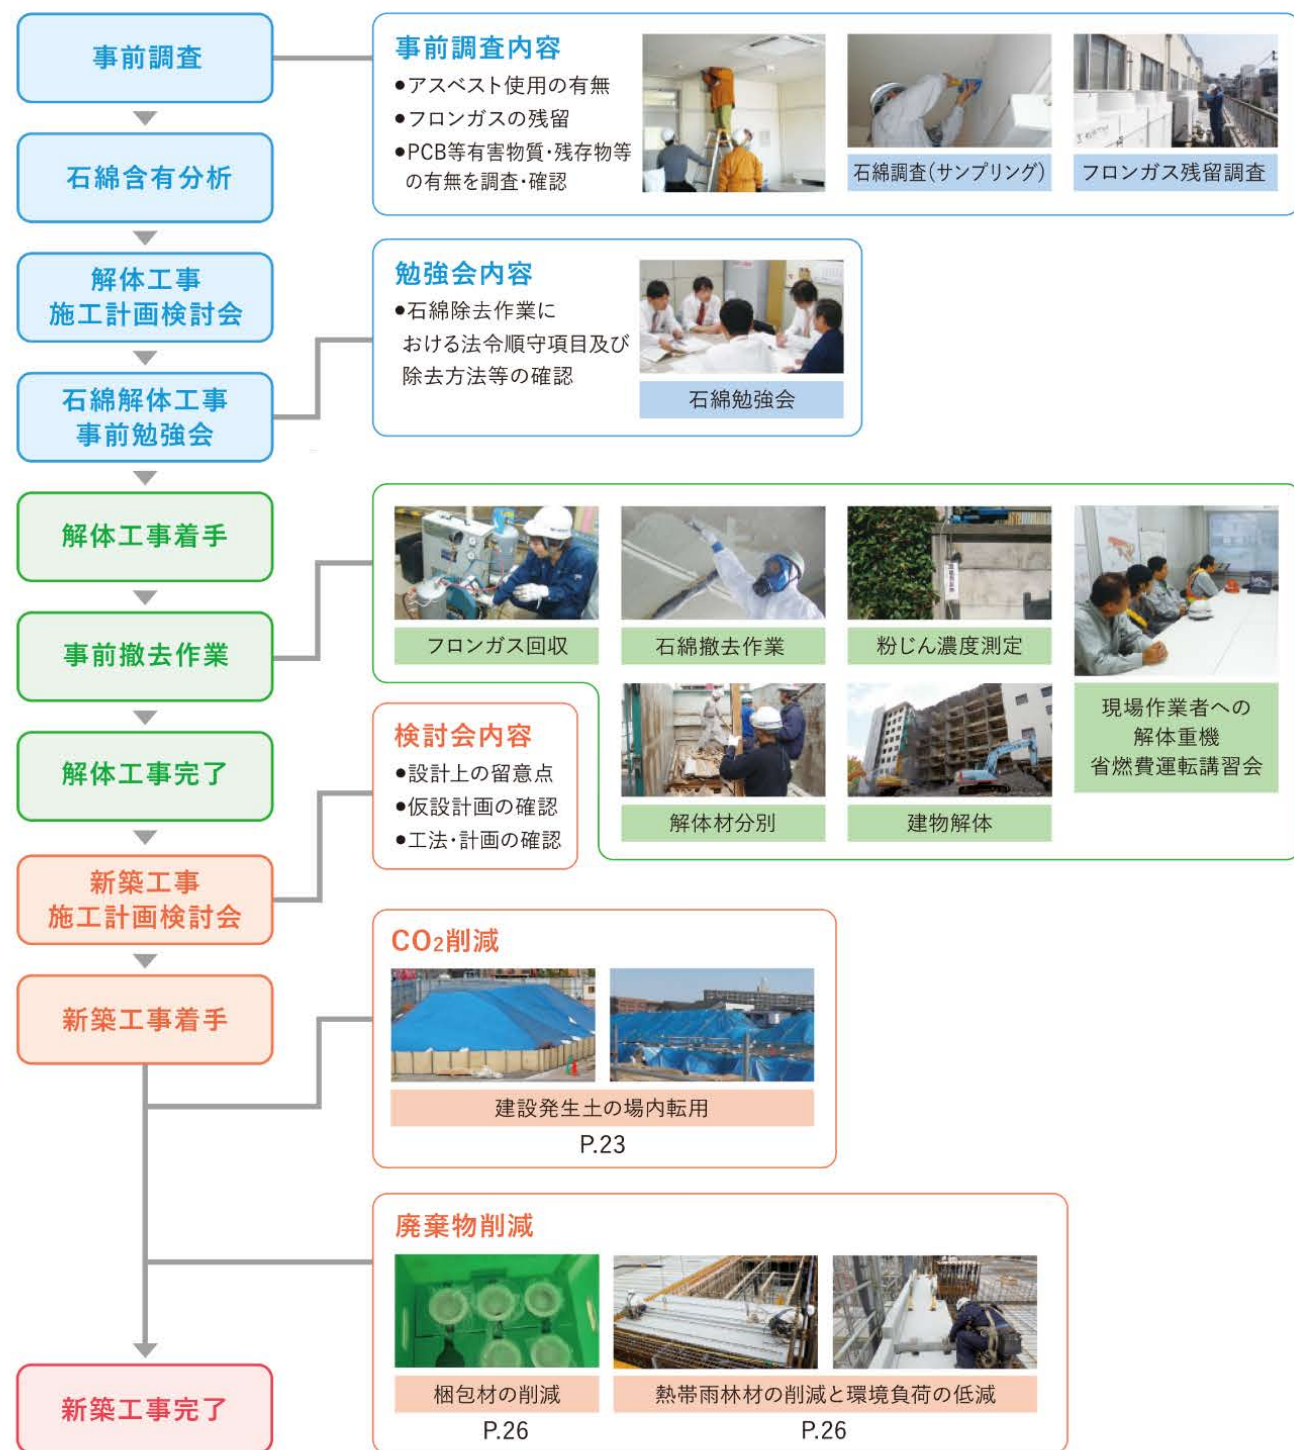 事前調査
事前調査内容
●アスベスト使用の有無
●フロンガスの残留
●PCB等有害物質・残存物等
の有無を調査・確認
石綿調査(サンプリング)
フロンガス残留調査
石綿含有分析
解体工事
施工計画検討会
勉強会内容
●石綿除去作業に
おける法令順守項目及び
除去方法等の確認
石綿勉強会
石綿解体工事
事前勉強会
解体工事着手
事前撤去作業
フロンガス回収
石綿撤去作業
粉じん濃度測定
現場作業者への
解体重機
省燃費運転講習会
解体材分別
建物解体
解体工事完了
検討会内容
●設計上の留意点
●仮設計画の確認
●工法・計画の確認
新築工事
施工計画検討会
新築工事着手
CO₂削減
建設発生土の場内転用
P.23
廃棄物削減
梱包材の削減
P.26
熱帯雨林材の削減と環境負荷の低減
P.26
新築工事完了